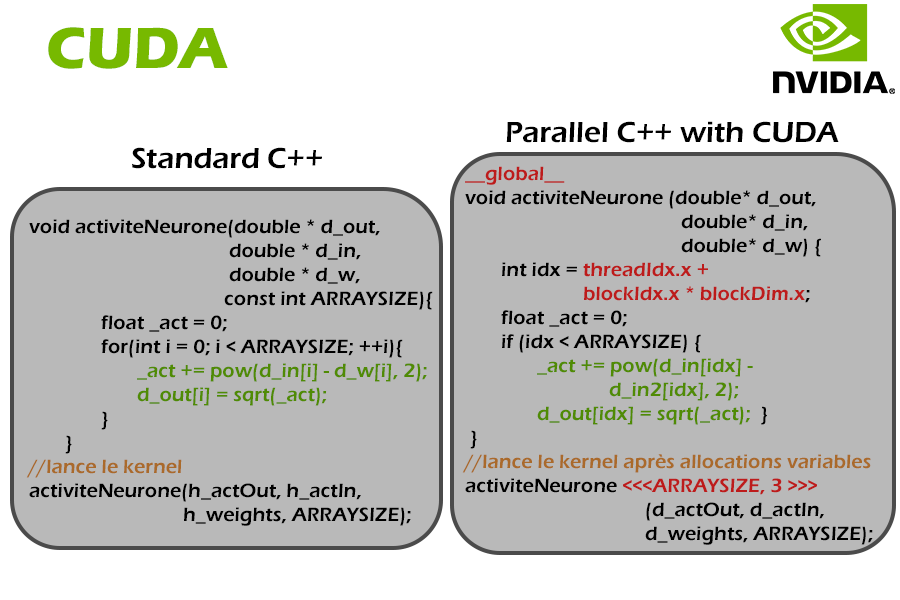 CUDA
NVIDIA®
Standard C++
void activiteNeurone(double * d_out,
double * d_in,
double * d_w,
const int ARRAYSIZE){
float _act = 0;
for(int i = 0; i < ARRAYSIZE; ++i){
_act += pow(d_in[i] - d_w[i], 2);
d_out[i] = sqrt(_act);
}
}
//lance le kernel
activiteNeurone(h_actOut, h_actIn,
h_weights, ARRAYSIZE);
Parallel C++ with CUDA
__global__
void activiteNeurone (double* d_out,
double* d_in,
double* d_w) {
int idx = threadIdx.x +
blockIdx.x * blockDim.x;
float _act = 0;
if (idx < ARRAYSIZE) {
_act += pow(d_in[idx] -
d_in2[idx], 2);
d_out[idx] = sqrt(_act); }
}
//lance le kernel après allocations variables
activiteNeurone <<<ARRAYSIZE, 3 >>>
(d_actOut, d_actIn,
d_weights, ARRAYSIZE);